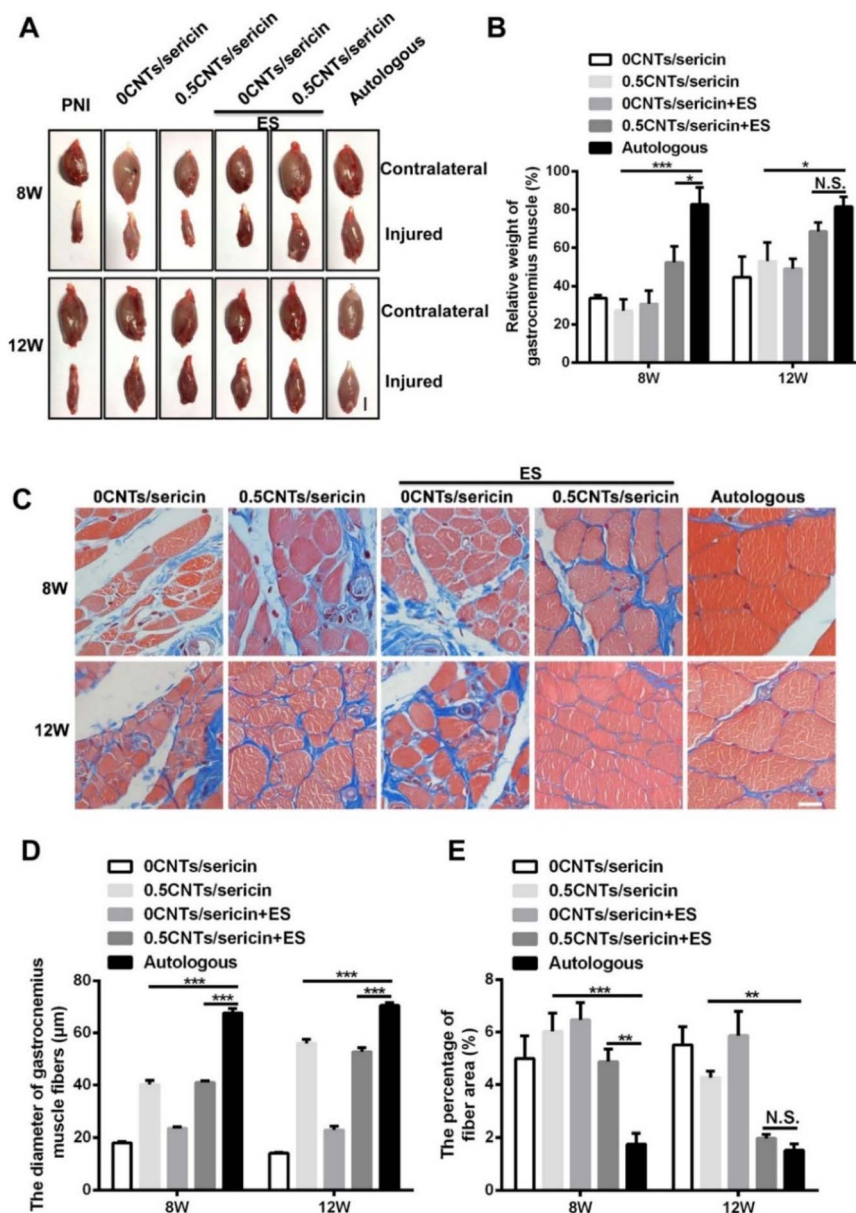 A
PNI
0CNTs/sericin
0.5CNTs/sericin
0CNTs/sericin
0.5CNTs/sericin
Autologous
ES
8W
Contralateral
Injured
12W
Contralateral
Injured
B
0CNTs/sericin
0.5CNTs/sericin
0CNTs/sericin+ES
0.5CNTs/sericin+ES
Autologous
Relative weight of
gastrocnemius muscle (%)
100
80
60
40
20
0
***
*
*
N.S.
8W
12W
C
ES
0CNTs/sericin
0.5CNTs/sericin
0CNTs/sericin
0.5CNTs/sericin
Autologous
8W
12W
D
0CNTs/sericin
0.5CNTs/sericin
0CNTs/sericin+ES
0.5CNTs/sericin+ES
Autologous
The diameter of gastrocnemius
muscle fibers (μm)
80
60
40
20
0
***
***
***
***
8W
12W
E
0CNTs/sericin
0.5CNTs/sericin
0CNTs/sericin+ES
0.5CNTs/sericin+ES
Autologous
The percentage of
fiber area (%)
8
6
4
2
0
***
**
**
N.S.
8W
12W